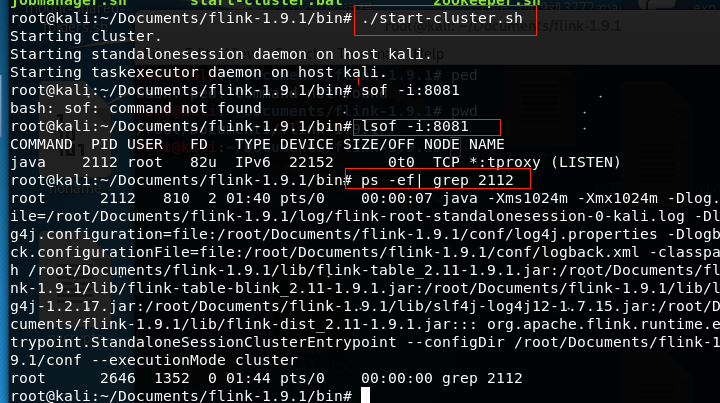 jobmanager.sh start-cluster.bat zookeeper.sh
root@kali:~/Documents/flink-1.9.1/bin# ./start-cluster.sh
Starting cluster.
Starting standalonesession daemon on host kali.
Starting taskexecutor daemon on host kali.
root@kali:~/Documents/flink-1.9.1/bin# sof -i:8081
bash: sof: command not found
root@kali:~/Documents/flink-1.9.1/bin# lsof -i:8081
COMMAND  PID USER   FD   TYPE DEVICE SIZE/OFF NODE NAME
java    2112 root   82u  IPv6  22152      0t0  TCP *:tproxy (LISTEN)
root@kali:~/Documents/flink-1.9.1/bin# ps -ef| grep 2112
root      2112   810  2 01:40 pts/0    00:00:07 java -Xms1024m -Xmx1024m -Dlog.
ile=/root/Documents/flink-1.9.1/log/flink-root-standalonesession-0-kali.log -Dl
g4j.configuration=file:/root/Documents/flink-1.9.1/conf/log4j.properties -Dlogb
ck.configurationFile=file:/root/Documents/flink-1.9.1/conf/logback.xml -classpa
h /root/Documents/flink-1.9.1/lib/flink-table_2.11-1.9.1.jar:/root/Documents/fl
nk-1.9.1/lib/flink-table-blink_2.11-1.9.1.jar:/root/Documents/flink-1.9.1/lib/l
g4j-1.2.17.jar:/root/Documents/flink-1.9.1/lib/slf4j-log4j12-1.7.15.jar:/root/D
cuments/flink-1.9.1/lib/flink-dist_2.11-1.9.1.jar::: org.apache.flink.runtime.e
trypoint.StandaloneSessionClusterEntrypoint --configDir /root/Documents/flink-1
9.1/conf --executionMode cluster
root      2646  1352  0 01:44 pts/0    00:00:00 grep 2112
root@kali:~/Documents/flink-1.9.1/bin#